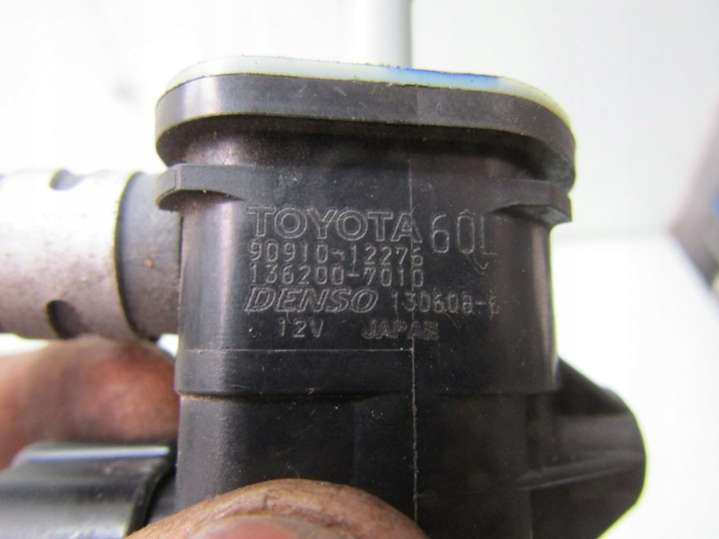 TOYOTA 60L
90910-12276
136200-7010
DENSO 130608-
12V JAPAN